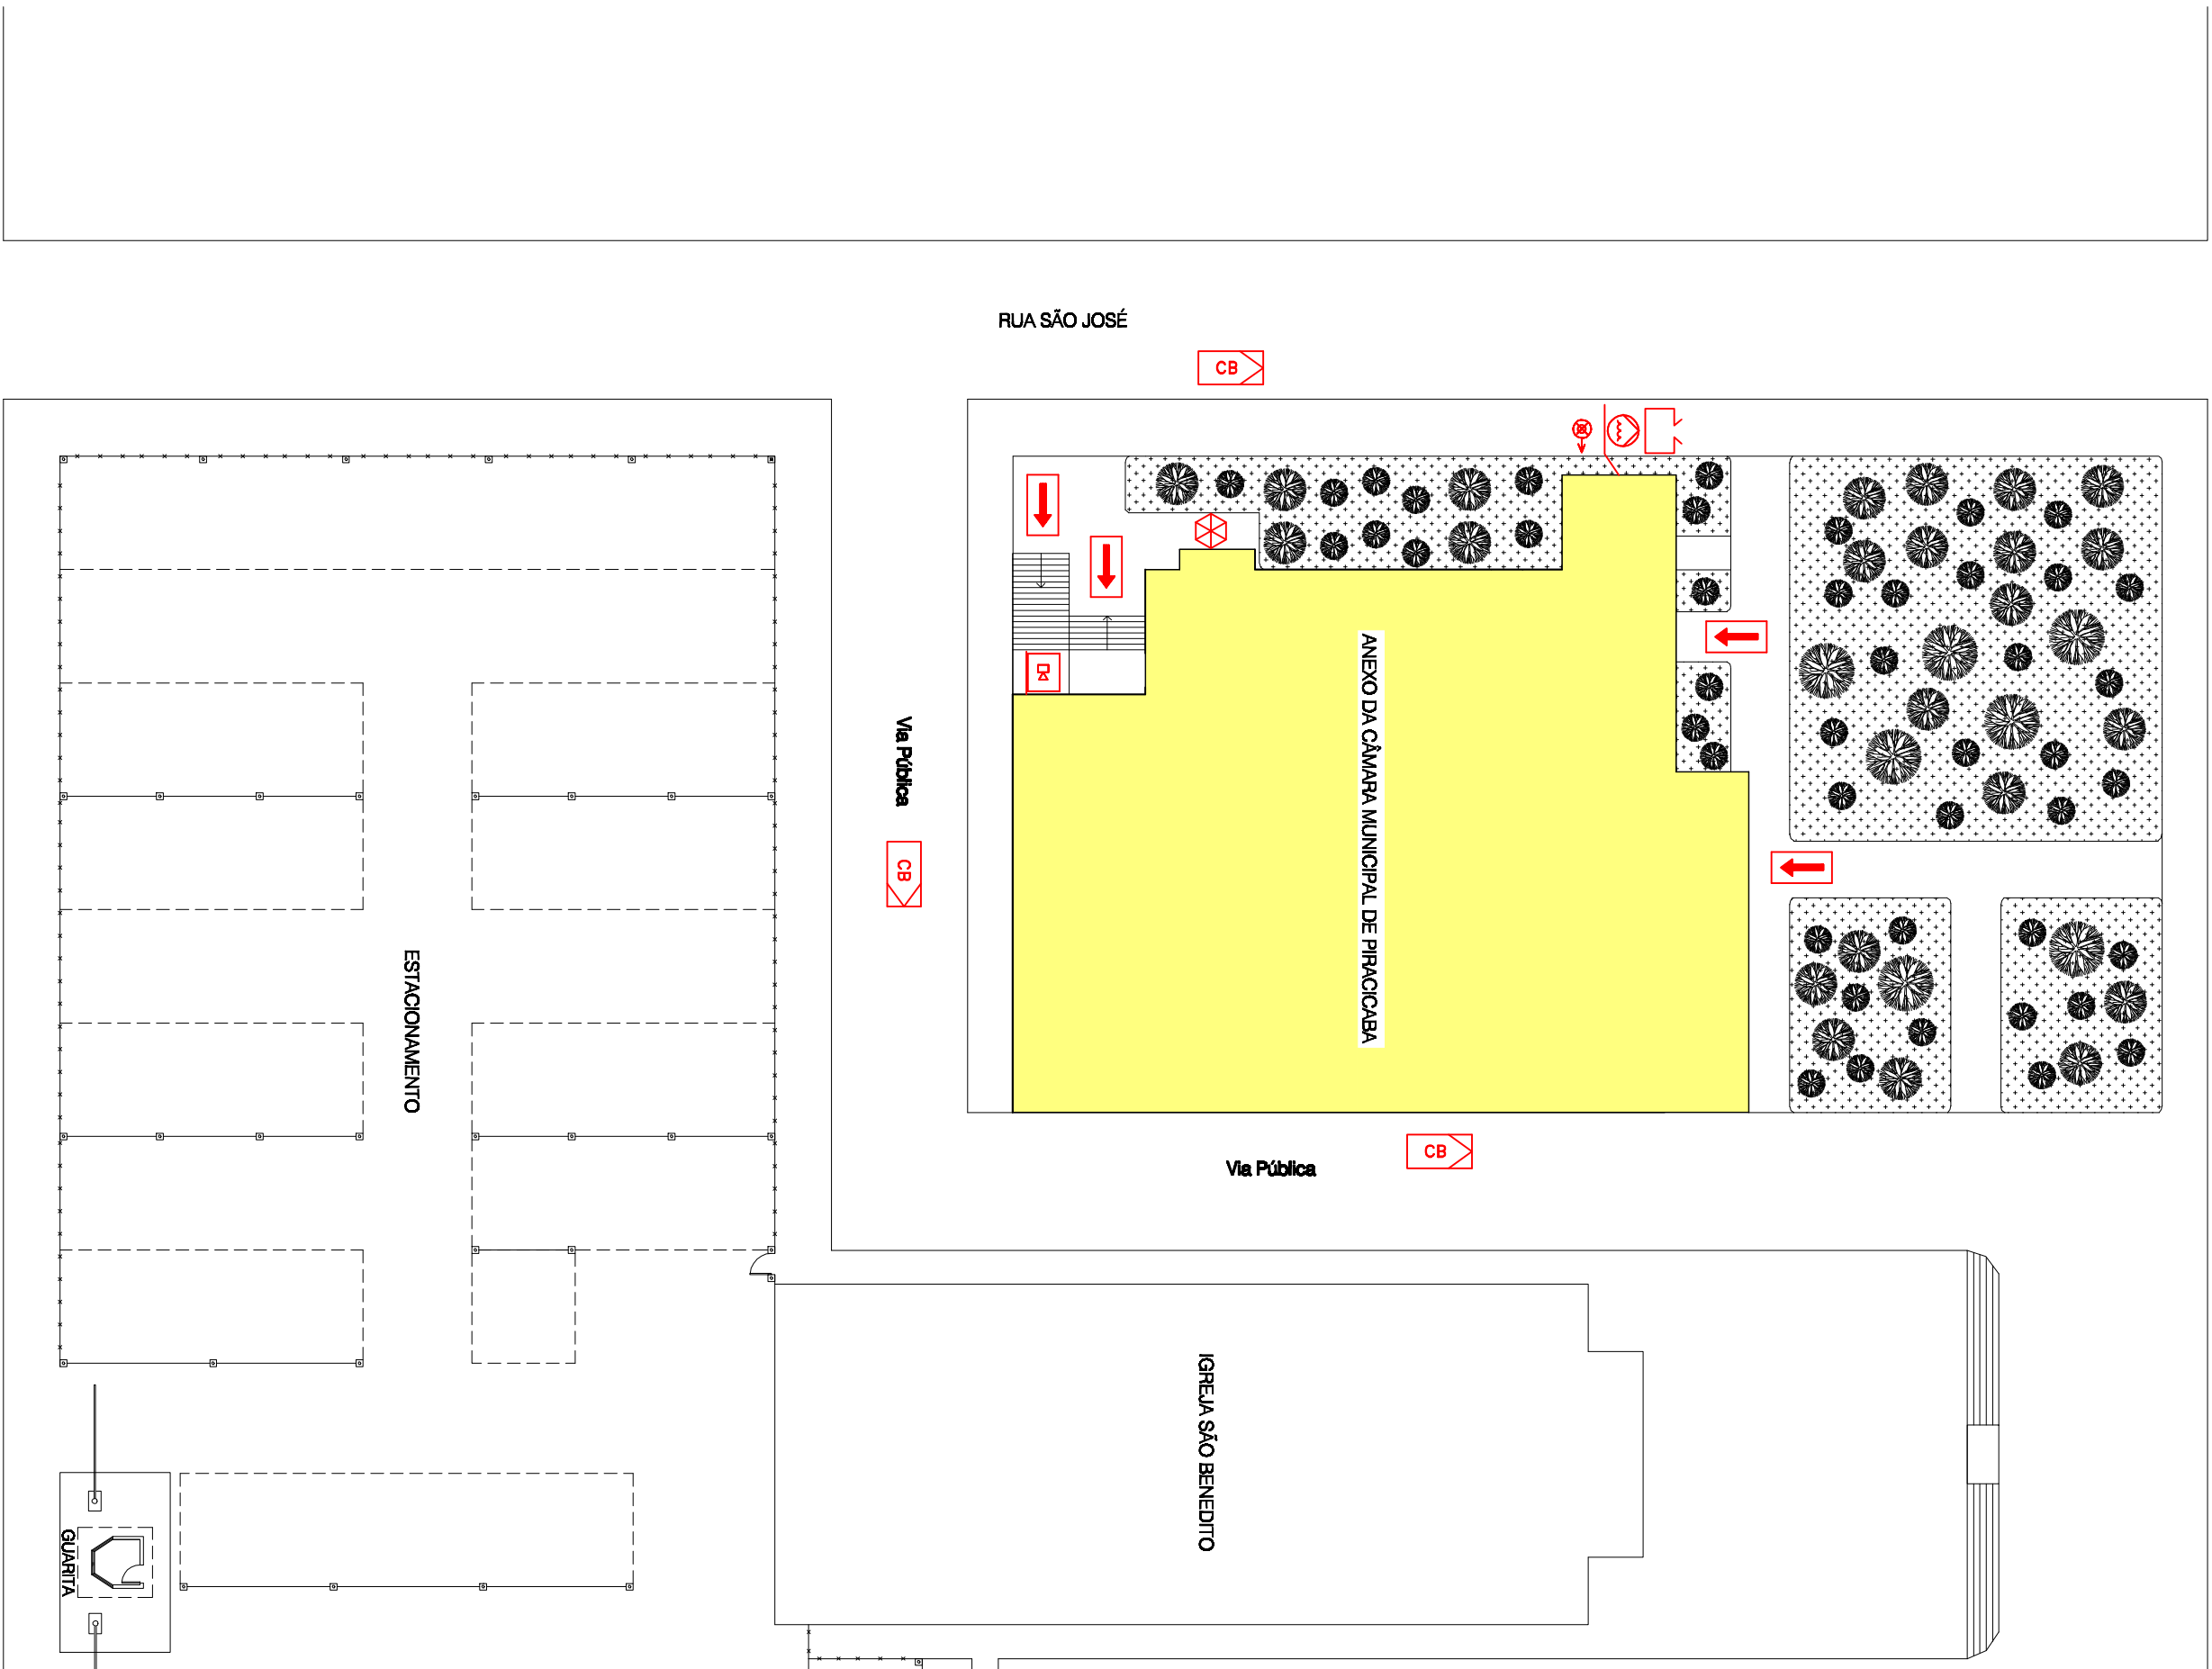 RUA SÃO JOSÉ
CB
Via Pública
CB
ANEXO DA CÂMARA MUNICIPAL DE PIRACICABA
ESTACIONAMENTO
CB
Via Pública
IGREJA SÃO BENEDITO
GUARITA